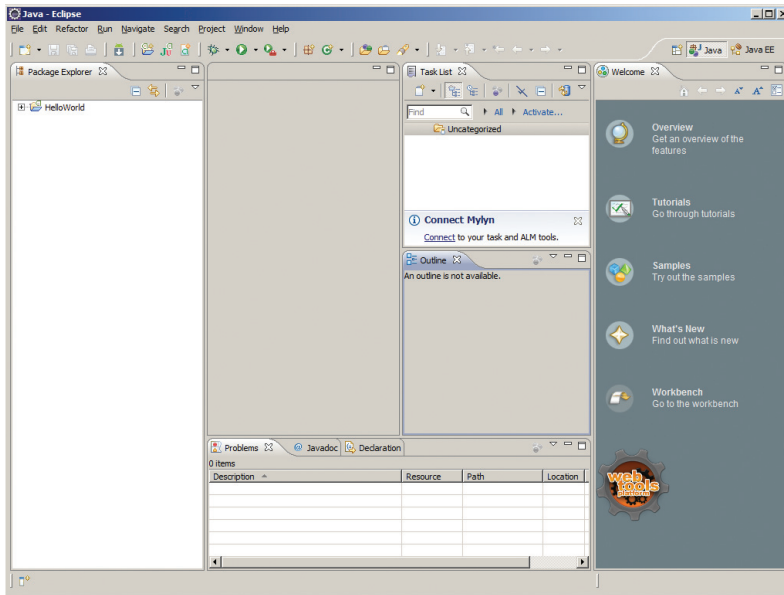 Java - Eclipse
File Edit Refactor Run Navigate Search Project Window Help
Java Java EE
Package Explorer
HelloWorld
Task List
Find All Activate...
Uncategorized
Connect Mylyn
Connect to your task and ALM tools.
Outline
An outline is not available.
Welcome
Overview
Get an overview of the
features
Tutorials
Go through tutorials
Samples
Try out the samples
What's New
Find out what is new
Workbench
Go to the workbench
web
tools
platform
Problems Javadoc Declaration
0 items
Description Resource Path Location